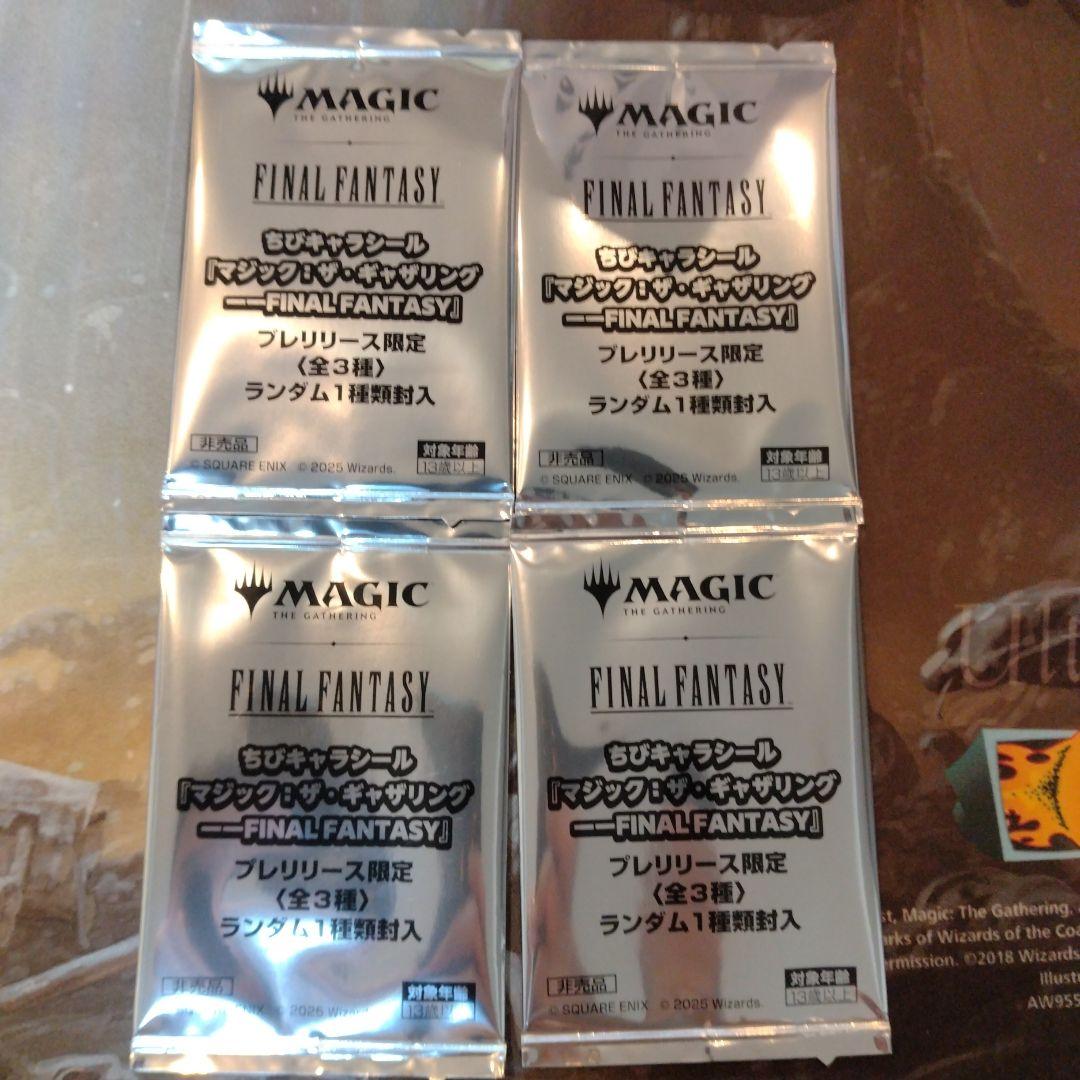 MAGIC
THE GATHERING
FINAL FANTASY
ちびキャラシール
『マジック:ザ・ギャザリング
——FINAL FANTASY』
プレリリース限定
〈全3種〉
ランダム1種類封入
非売品
対象年齢
13歳以上
© SQUARE ENIX © 2025 Wizards.
MAGIC
THE GATHERING
FINAL FANTASY
ちびキャラシール
『マジック:ザ・ギャザリング
——FINAL FANTASY』
プレリリース限定
〈全3種〉
ランダム1種類封入
非売品
対象年齢
13歳以上
© SQUARE ENIX © 2025 Wizards.
MAGIC
THE GATHERING
FINAL FANTASY
ちびキャラシール
『マジック:ザ・ギャザリング
——FINAL FANTASY』
プレリリース限定
〈全3種〉
ランダム1種類封入
非売品
対象年齢
13歳以上
© SQUARE ENIX © 2025 Wizards.
MAGIC
THE GATHERING
FINAL FANTASY
ちびキャラシール
『マジック:ザ・ギャザリング
——FINAL FANTASY』
プレリリース限定
〈全3種〉
ランダム1種類封入
非売品
対象年齢
13歳以上
© SQUARE ENIX © 2025 Wizards.
Magic: The Gathering,
of Wizards of the
©2018 Wizards